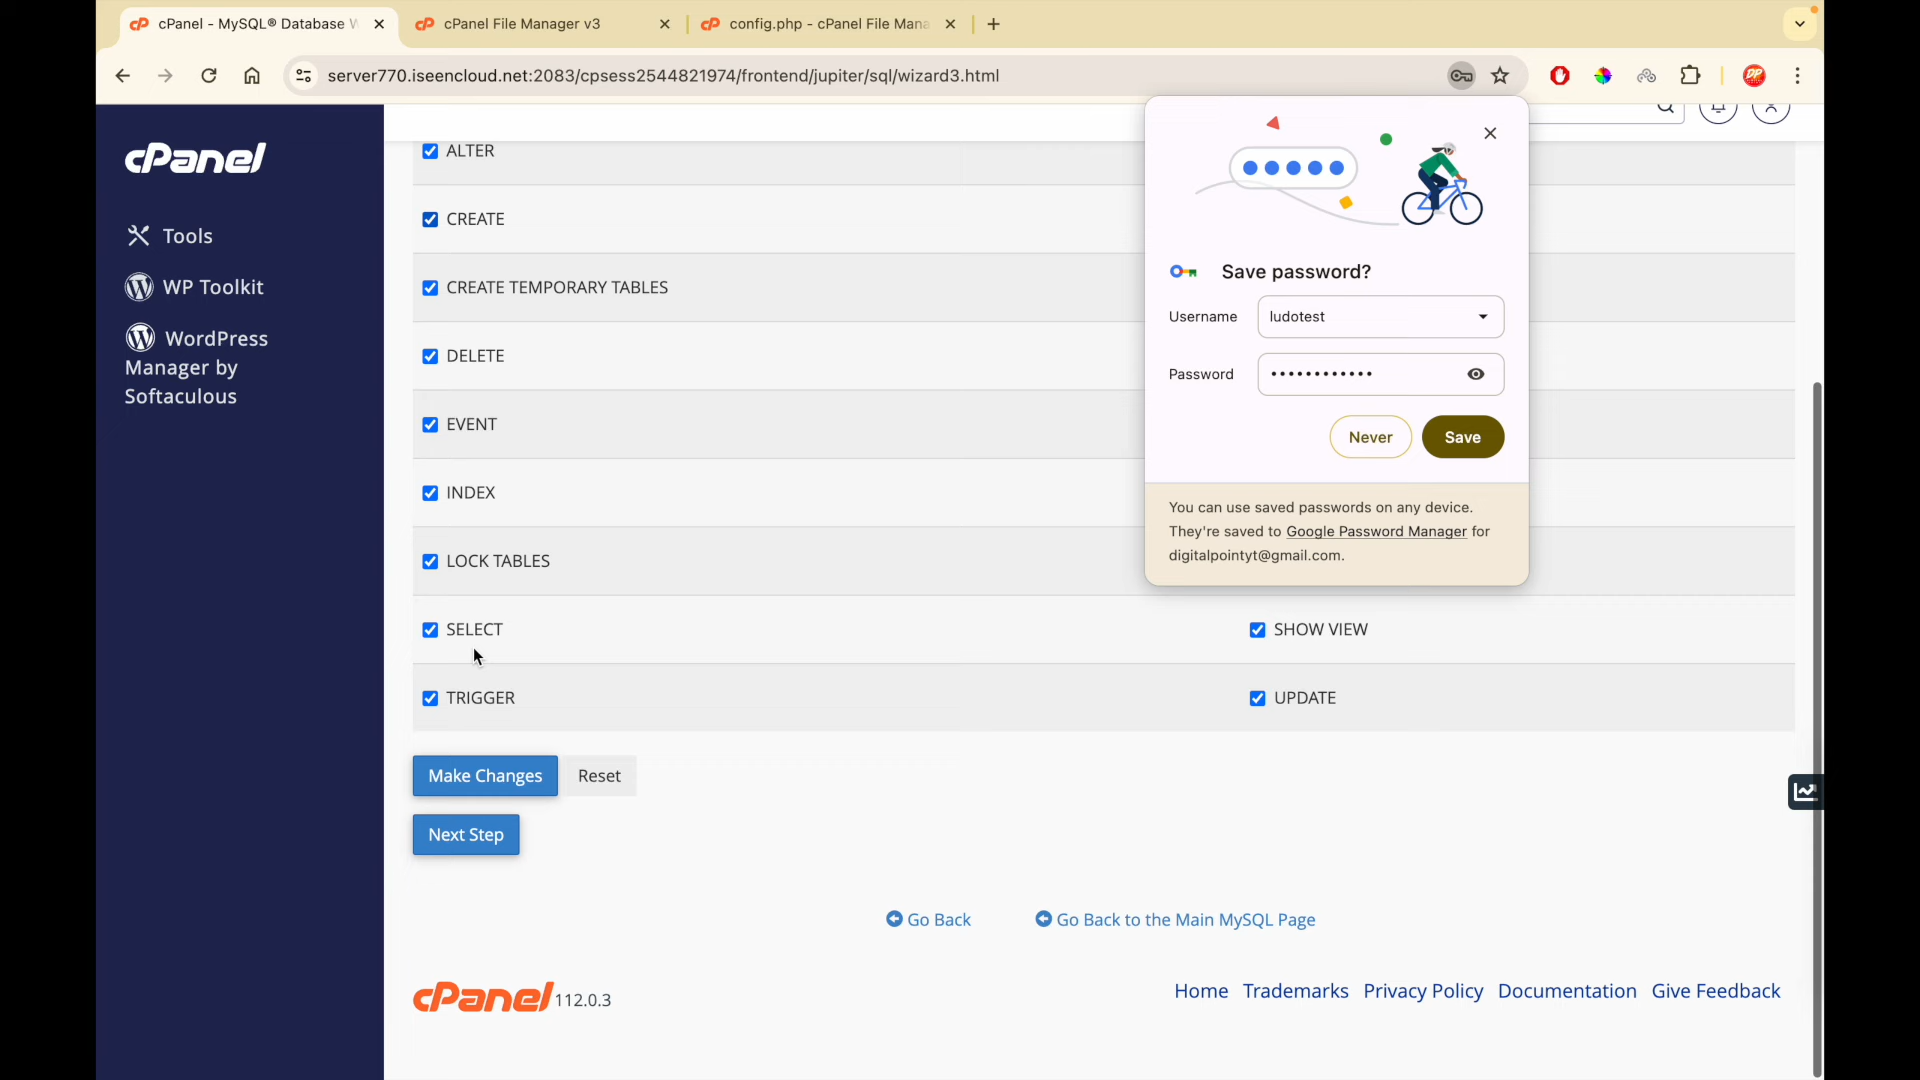 cPanel - MySQL® Database W
cPanel File Manager v3
config.php - cPanel File Mana
server770.iseencloud.net:2083/cpsess2544821974/frontend/jupiter/sql/wizard3.html
DP
cPanel
Tools
WP Toolkit
WordPress
Manager by
Softaculous
ALTER
CREATE
CREATE TEMPORARY TABLES
DELETE
EVENT
INDEX
LOCK TABLES
SELECT
SHOW VIEW
TRIGGER
UPDATE
Save password?
Username
ludotest
Password
Never
Save
You can use saved passwords on any device.
They're saved to Google Password Manager for
digitalpointyt@gmail.com.
Make Changes
Reset
Next Step
Go Back
Go Back to the Main MySQL Page
cPanel 112.0.3
Home Trademarks Privacy Policy Documentation Give Feedback